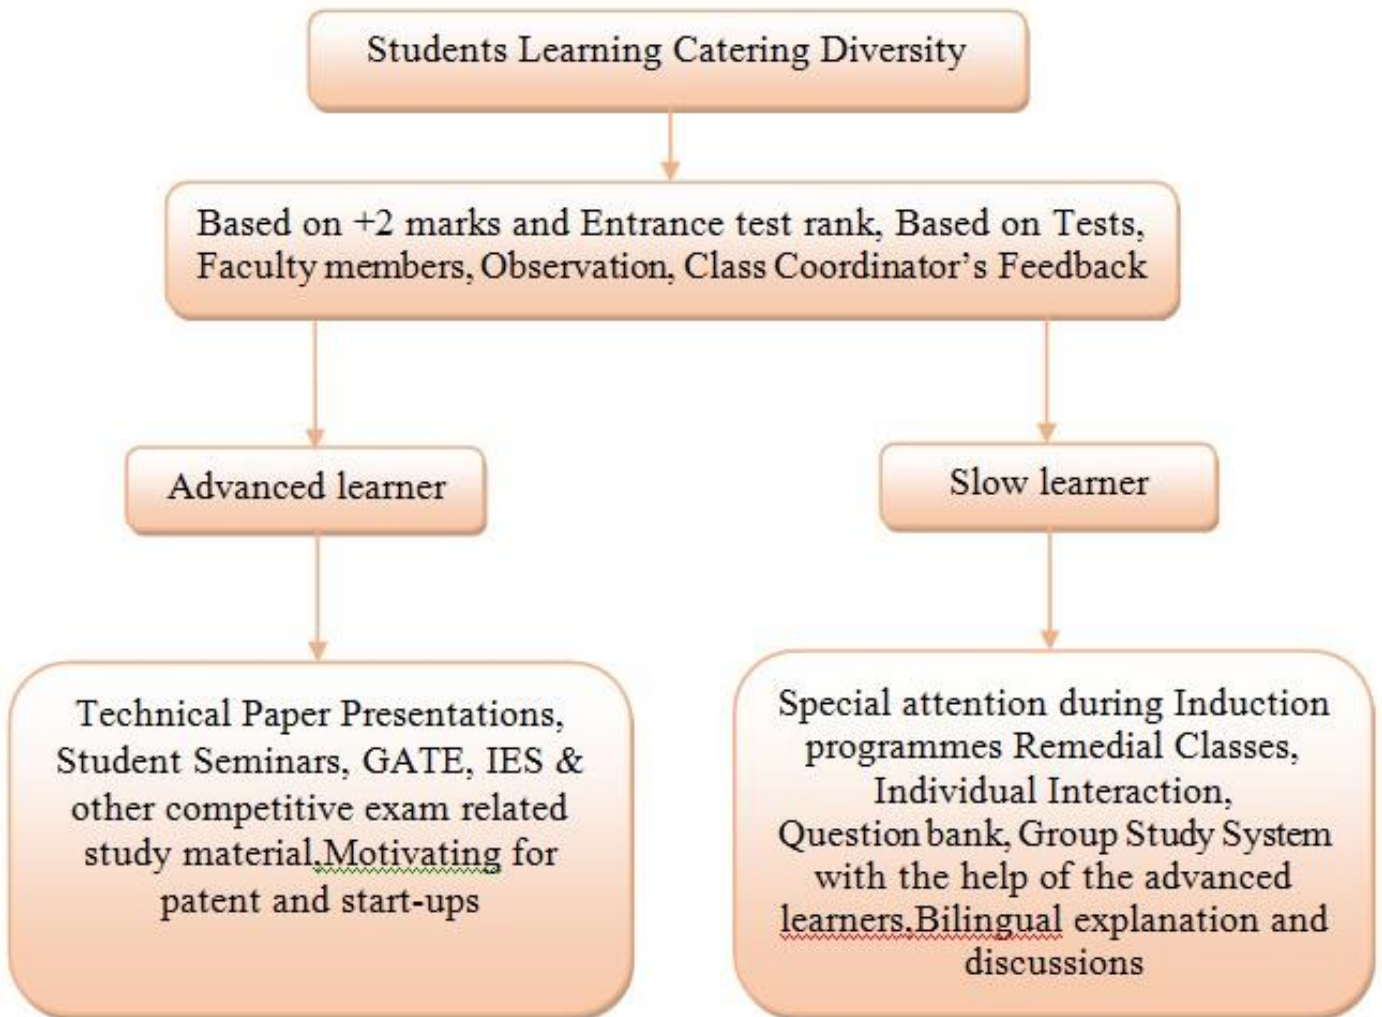 Students Learning Catering Diversity
Based on +2 marks and Entrance test rank, Based on Tests,
Faculty members, Observation, Class Coordinator’s Feedback
Advanced learner
Slow learner
Technical Paper Presentations,
Student Seminars, GATE, IES &
other competitive exam related
study material.Motivating for
patent and start-ups
Special attention during Induction
programmes Remedial Classes,
Individual Interaction,
Question bank, Group Study System
with the help of the advanced
learners.Bilingual explanation and
discussions